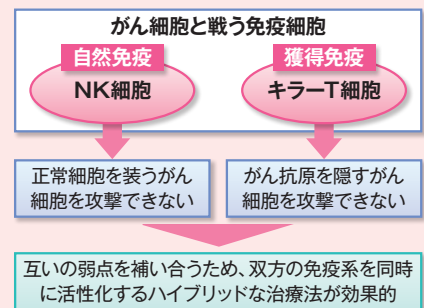 がん細胞と戦う免疫細胞
自然免疫
獲得免疫
NK細胞
キラーT細胞
正常細胞を装うがん
細胞を攻撃できない
がん抗原を隠すがん
細胞を攻撃できない
互いの弱点を補い合うため、双方の免疫系を同時
に活性化するハイブリッドな治療法が効果的